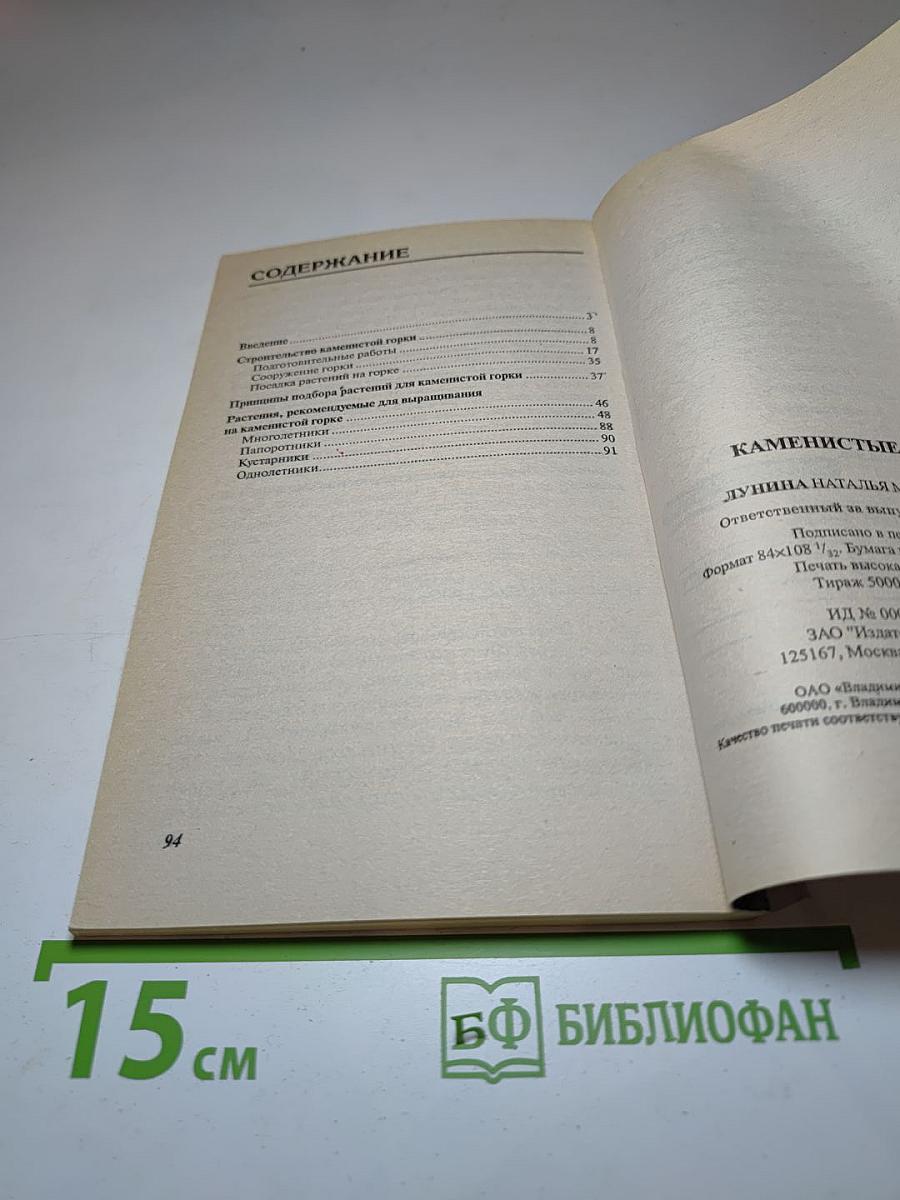 СОДЕРЖАНИЕ
Введение ... 3
Строительство каменистой горки ... 8
Подготовительные работы ... 8
Сооружение горки ... 17
Посадка растений на горке ... 35
Принципы подбора растений для каменистой горки ... 37
Растения, рекомендуемые для выращивания
на каменистой горке ... 46
Многолетники ... 48
Папоротники ... 88
Кустарники ... 90
Однолетники ... 91
94
КАМЕНИСТЫЕ
ЛУНИНА НАТАЛЬЯ М
Ответственный за выпу
Подписано в пе
Формат 84×108 1/32. Бумага
Печать высока
Тираж 5000
ИД № 000
ЗАО "Издат
125167, Москва
ОАО «Владими
600000, г. Владим
Качество печати соответств
15 см
БФ БИБЛИОФАН